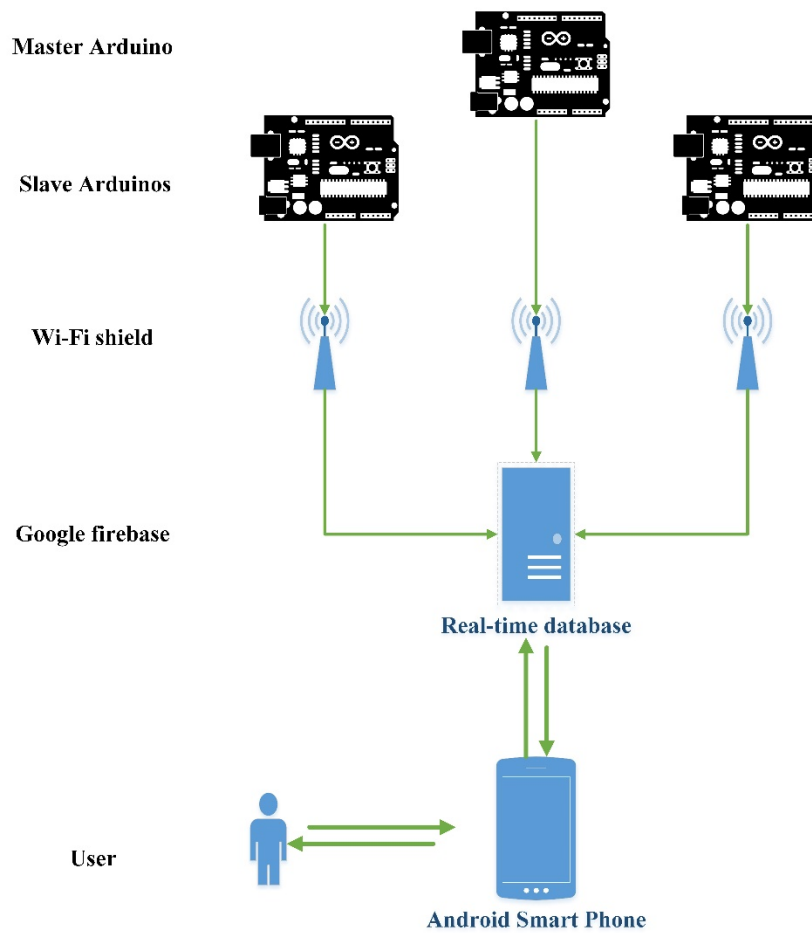 Master Arduino
Slave Arduinos
Wi-Fi shield
Google firebase
Real-time database
User
Android Smart Phone